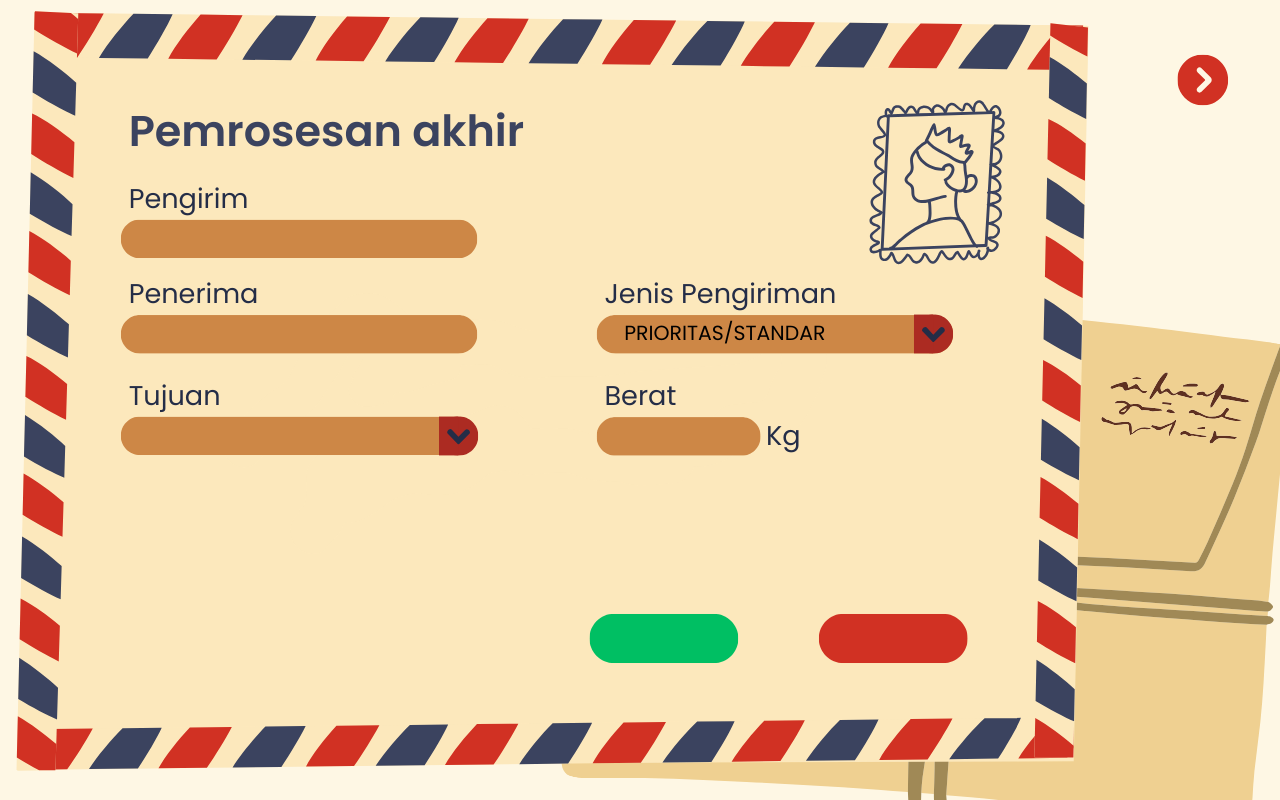 Pemrosesan akhir
Pengirim
Penerima
Jenis Pengiriman
PRIORITAS/STANDAR
Tujuan
Berat
Kg